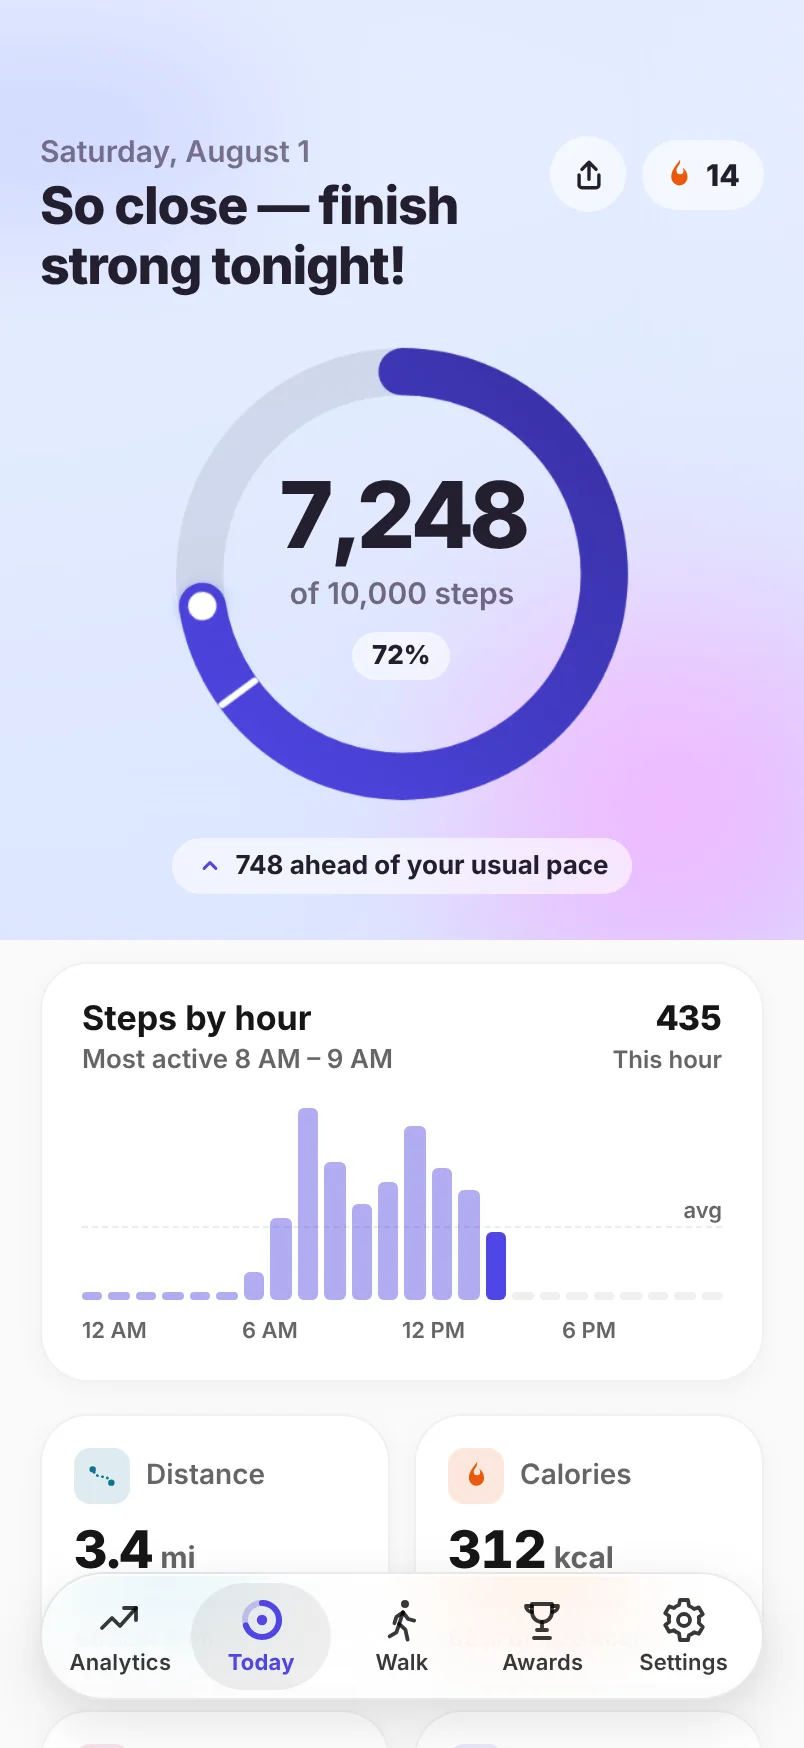 Saturday, August 1
So close — finish
strong tonight!
14
7,248
of 10,000 steps
72%
748 ahead of your usual pace
Steps by hour
435
Most active 8 AM – 9 AM
This hour
avg
12 AM
6 AM
12 PM
6 PM
Distance
Calories
3.4 mi
312 kcal
Analytics
Today
Walk
Awards
Settings